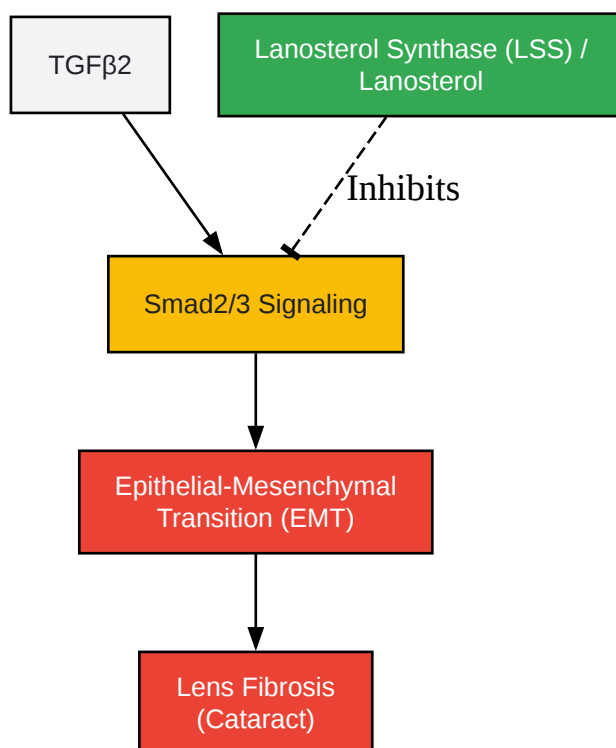 TGFβ2
Lanosterol Synthase (LSS) /
Lanosterol
Inhibits
Smad2/3 Signaling
Epithelial-Mesenchymal
Transition (EMT)
Lens Fibrosis
(Cataract)